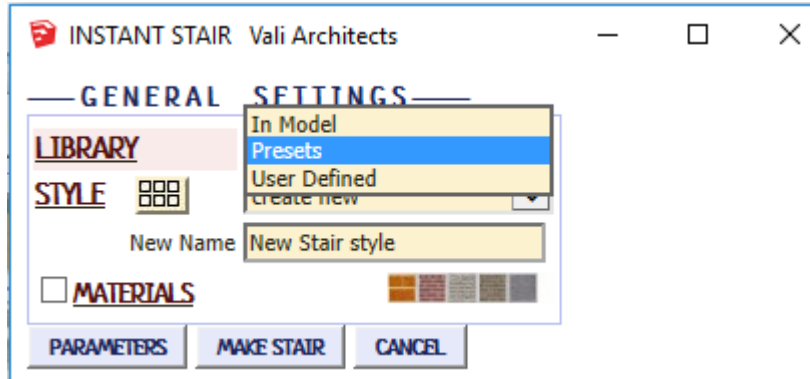 INSTANT STAIR Vali Architects
GENERAL SETTINGS
LIBRARY
In Model
Presets
User Defined
STYLE
create new
New Name New Stair style
MATERIALS
PARAMETERS MAKE STAIR CANCEL